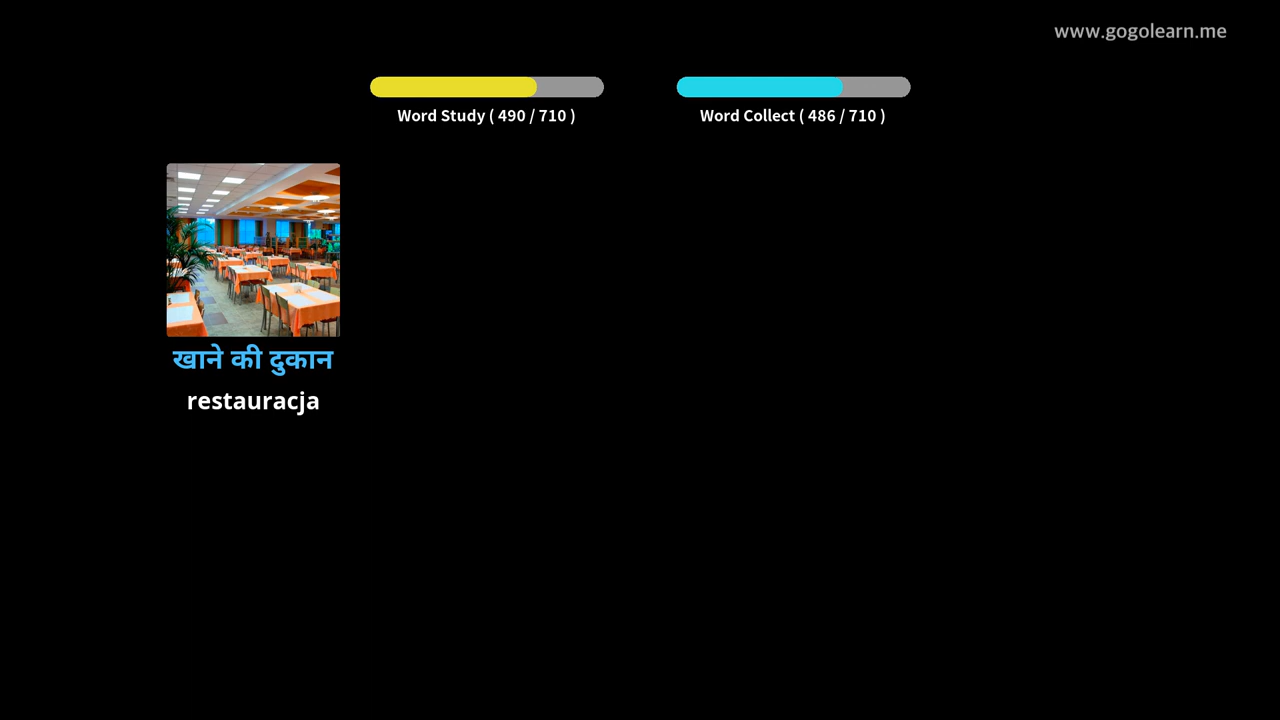 www.gogolearn.me
Word Study ( 490 / 710 )
Word Collect ( 486 / 710 )
खाने की दुकान
restauracja